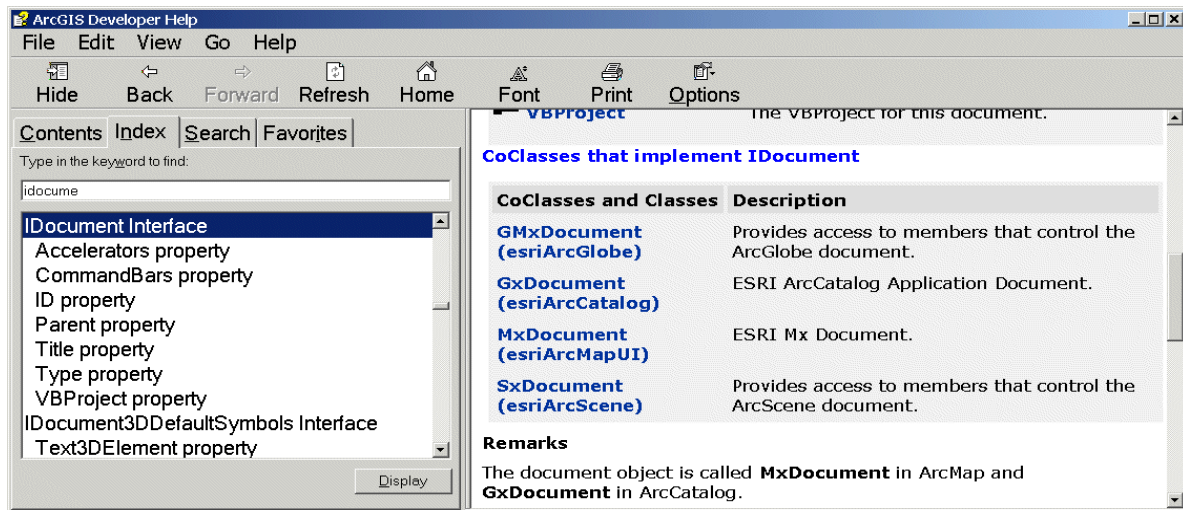 ArcGIS Developer Help
File Edit View Go Help
Hide Back Forward Refresh Home Font Print Options
Contents Index Search Favorites
Type in the keyword to find:
idocume
IDocument Interface
Accelerators property
CommandBars property
ID property
Parent property
Title property
Type property
VBProject property
IDocument3DDefaultSymbols Interface
Text3DElement property
Display
VBProject The VBProject for this document.
CoClasses that implement IDocument
CoClasses and Classes Description
GMxDocument Provides access to members that control the
(esriArcGlobe) ArcGlobe document.
GxDocument ESRI ArcCatalog Application Document.
(esriArcCatalog)
MxDocument ESRI Mx Document.
(esriArcMapUI)
SxDocument Provides access to members that control the
(esriArcScene) ArcScene document.
Remarks
The document object is called MxDocument in ArcMap and
GxDocument in ArcCatalog.